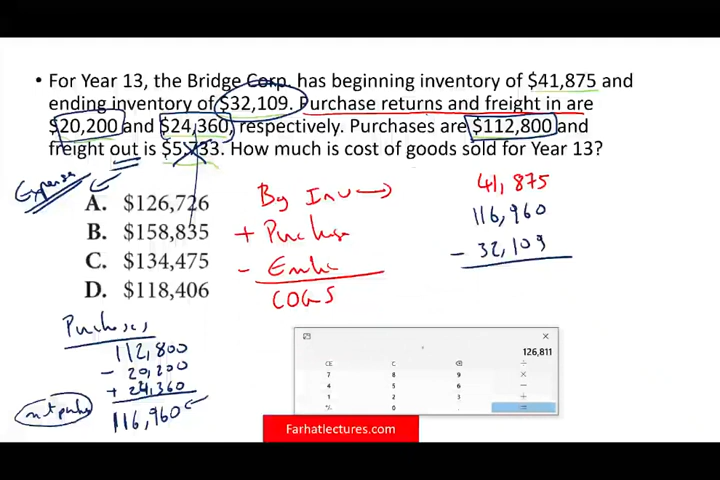 • For Year 13, the Bridge Corp. has beginning inventory of $41,875 and
ending inventory of $32,109. Purchase returns and freight in are
$20,200 and $24,360, respectively. Purchases are $112,800 and
freight out is $5,733. How much is cost of goods sold for Year 13?
Expense
A. $126,726
B. $158,835
C. $134,475
D. $118,406
Beg Inv
+ Purchase
-
COGS
41,875
116,960
- 32,109
Purchases
112,800
- 20,200
+ 24,360
net purch
116,960
126,811
CE C ÷
7 8 9 ×
4 5 6 -
1 2 3 +
0 . =
Farhatlectures.com